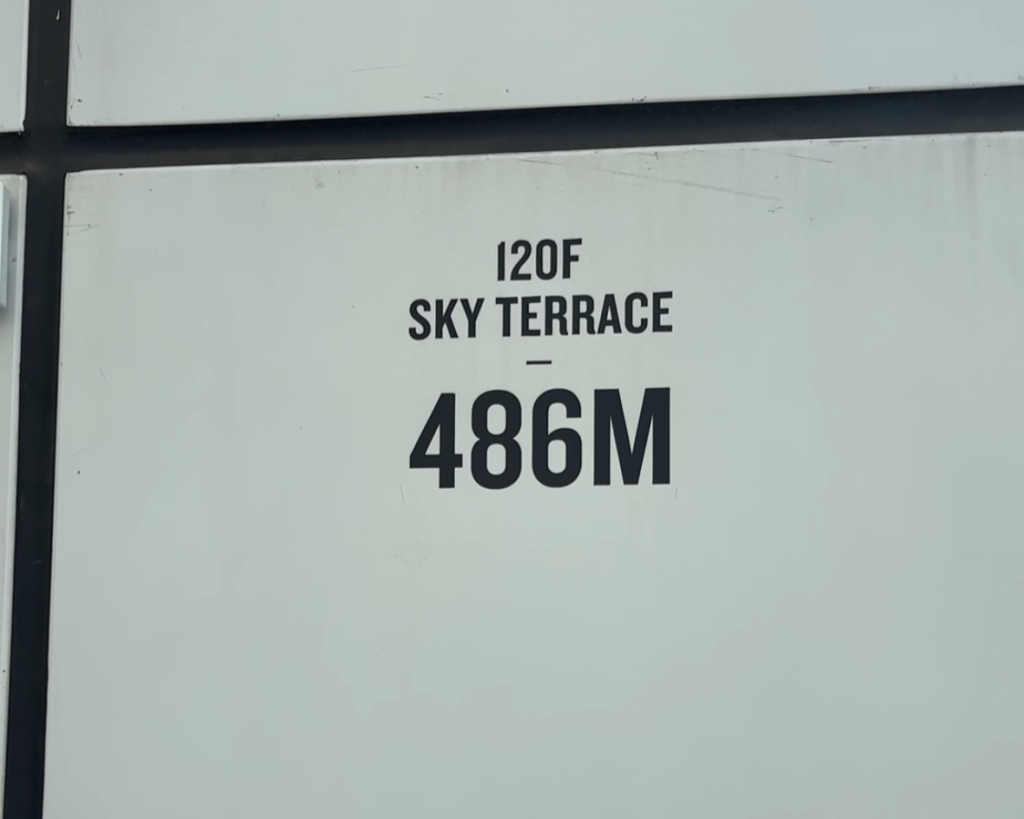 120F
SKY TERRACE
—
486M